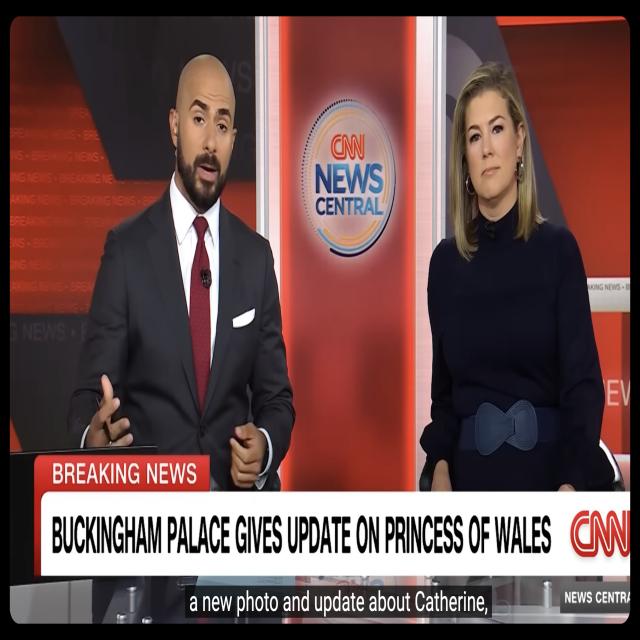 CNN
NEWS
CENTRAL
BREAKING NEWS
BUCKINGHAM PALACE GIVES UPDATE ON PRINCESS OF WALES
CNN
NEWS CENTRA
a new photo and update about Catherine,